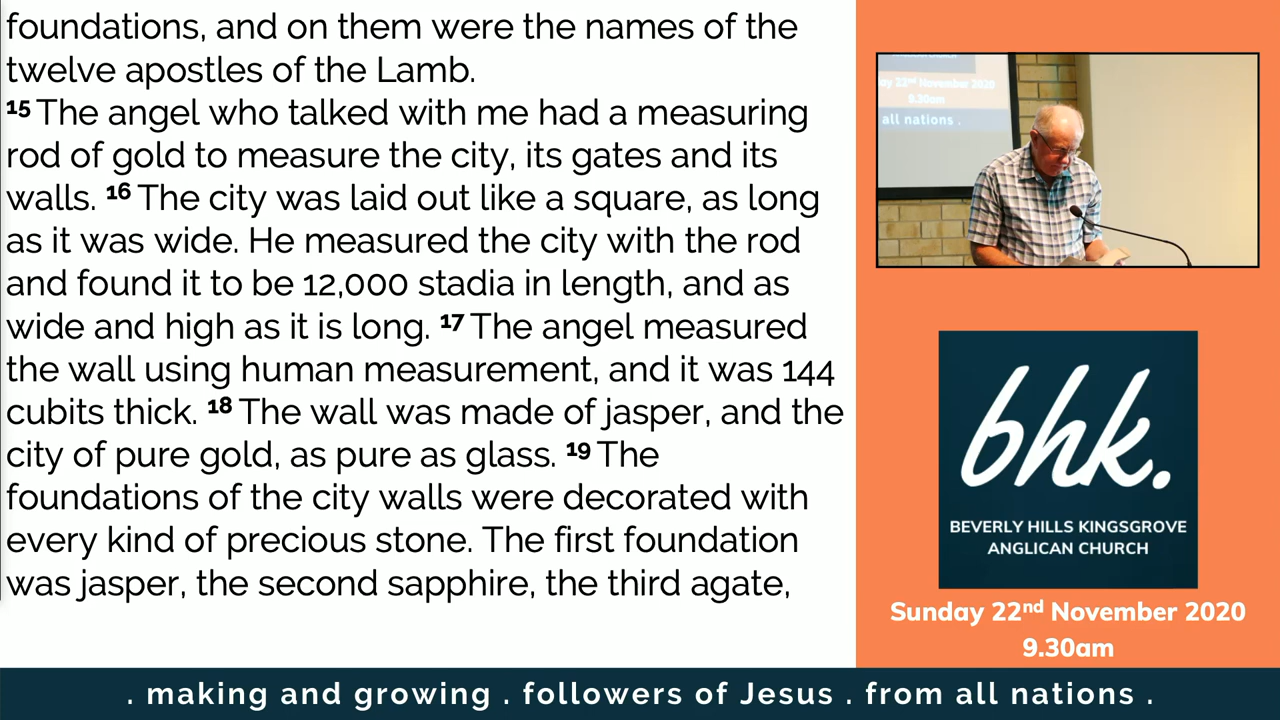 foundations, and on them were the names of the
twelve apostles of the Lamb.
15 The angel who talked with me had a measuring
rod of gold to measure the city, its gates and its
walls. 16 The city was laid out like a square, as long
as it was wide. He measured the city with the rod
and found it to be 12,000 stadia in length, and as
wide and high as it is long. 17 The angel measured
the wall using human measurement, and it was 144
cubits thick. 18 The wall was made of jasper, and the
city of pure gold, as pure as glass. 19 The
foundations of the city walls were decorated with
every kind of precious stone. The first foundation
was jasper, the second sapphire, the third agate,
ay 22nd November 2020
9.30am
all nations .
bhk.
BEVERLY HILLS KINGSGROVE
ANGLICAN CHURCH
Sunday 22nd November 2020
9.30am
. making and growing . followers of Jesus . from all nations .